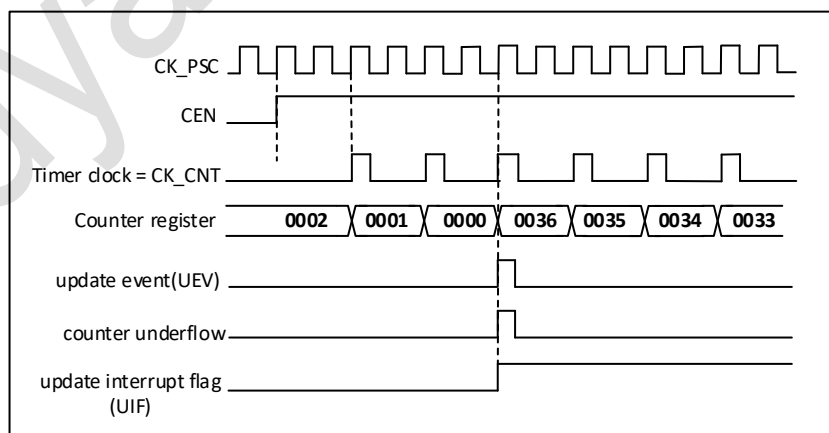 CK_PSC
CEN
Timer clock = CK_CNT
Counter register 0002 0001 0000 0036 0035 0034 0033
update event(UEV)
counter underflow
update interrupt flag
(UIF)